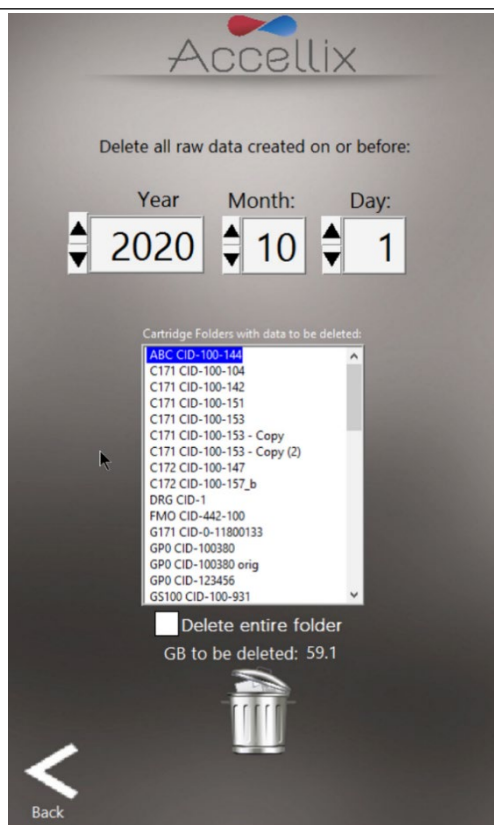 Accellix
Delete all raw data created on or before:
Year Month: Day:
2020 10 1
Cartridge Folders with data to be deleted:
ABC CID-100-144
C171 CID-100-104
C171 CID-100-142
C171 CID-100-151
C171 CID-100-153
C171 CID-100-153 - Copy
C171 CID-100-153 - Copy (2)
C172 CID-100-147
C172 CID-100-157_b
DRG CID-1
FMO CID-442-100
G171 CID-0-11800133
GP0 CID-100380
GP0 CID-100380 orig
GP0 CID-123456
GS100 CID-100-931
Delete entire folder
GB to be deleted: 59.1
Back